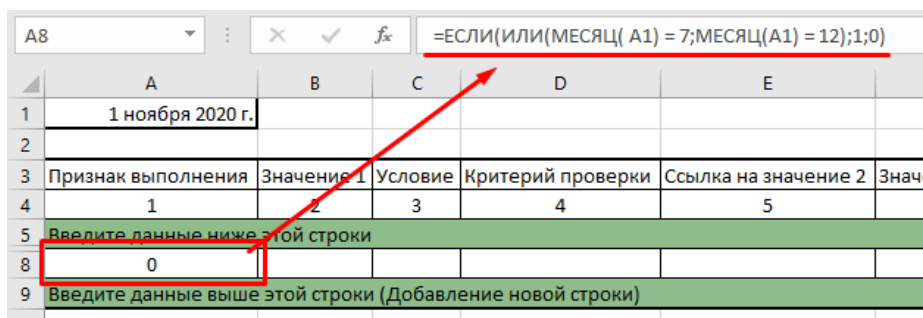 A8 fx =ЕСЛИ(ИЛИ(МЕСЯЦ( A1) = 7;МЕСЯЦ(A1) = 12);1;0)
A B C D E
1 1 ноября 2020 г.
2
3 Признак выполнения Значение 1 Условие Критерий проверки Ссылка на значение 2 Знач
4 1 2 3 4 5
5 Введите данные ниже этой строки
8 0
9 Введите данные выше этой строки (Добавление новой строки)